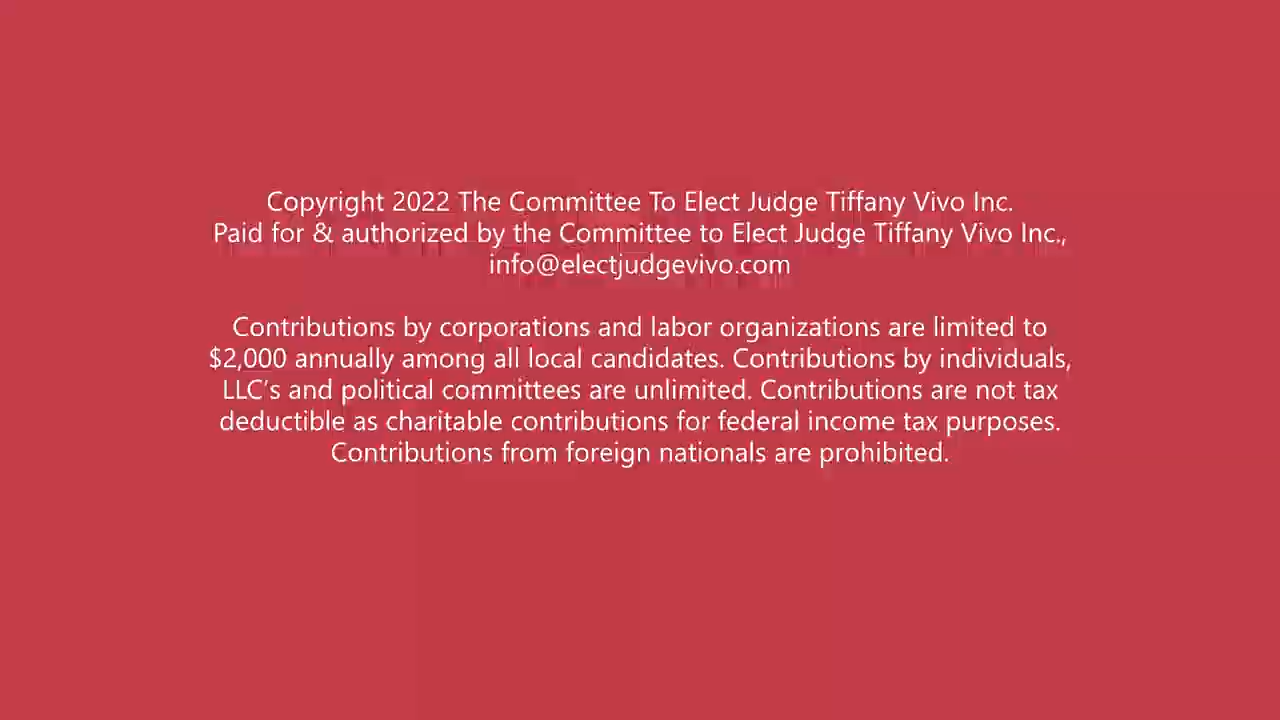 Copyright 2022 The Committee To Elect Judge Tiffany Vivo Inc.
Paid for & authorized by the Committee to Elect Judge Tiffany Vivo Inc.,
info@electjudgevivo.com
Contributions by corporations and labor organizations are limited to
$2,000 annually among all local candidates. Contributions by individuals,
LLC's and political committees are unlimited. Contributions are not tax
deductible as charitable contributions for federal income tax purposes.
Contributions from foreign nationals are prohibited.